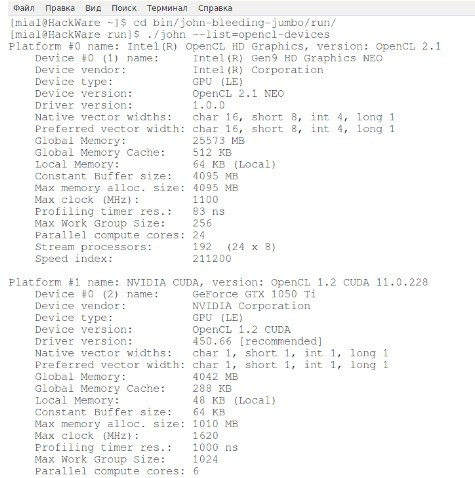 Файл Правка Вид Поиск Терминал Справка
[mial@HackWare ~]$ cd bin/john-bleeding-jumbo/run/
[mial@HackWare run]$ ./john --list=opencl-devices
Platform #0 name: Intel(R) OpenCL HD Graphics, version: OpenCL 2.1
Device #0 (1) name: Intel(R) Gen9 HD Graphics NEO
Device vendor: Intel(R) Corporation
Device type: GPU (LE)
Device version: OpenCL 2.1 NEO
Driver version: 1.0.0
Native vector widths: char 16, short 8, int 4, long 1
Preferred vector width: char 16, short 8, int 4, long 1
Global Memory: 25573 MB
Global Memory Cache: 512 KB
Local Memory: 64 KB (Local)
Constant Buffer size: 4095 MB
Max memory alloc. size: 4095 MB
Max clock (MHz): 1100
Profiling timer res.: 83 ns
Max Work Group Size: 256
Parallel compute cores: 24
Stream processors: 192 (24 x 8)
Speed index: 211200
Platform #1 name: NVIDIA CUDA, version: OpenCL 1.2 CUDA 11.0.228
Device #0 (2) name: GeForce GTX 1050 Ti
Device vendor: NVIDIA Corporation
Device type: GPU (LE)
Device version: OpenCL 1.2 CUDA
Driver version: 450.66 [recommended]
Native vector widths: char 1, short 1, int 1, long 1
Preferred vector width: char 1, short 1, int 1, long 1
Global Memory: 4042 MB
Global Memory Cache: 288 KB
Local Memory: 48 KB (Local)
Constant Buffer size: 64 KB
Max memory alloc. size: 1010 MB
Max clock (MHz): 1620
Profiling timer res.: 1000 ns
Max Work Group Size: 1024
Parallel compute cores: 6